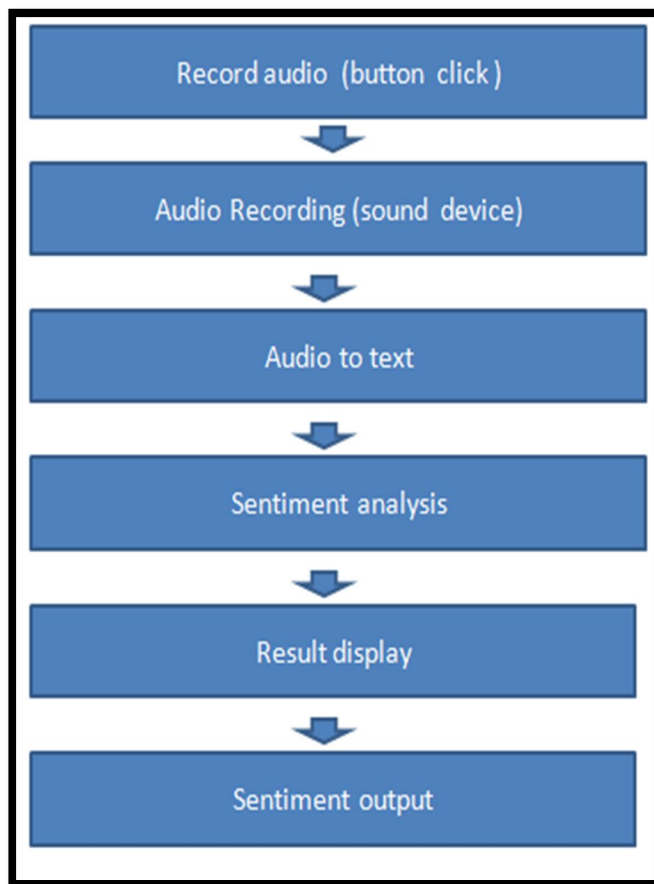 Record audio (button click )
Audio Recording (sound device)
Audio to text
Sentiment analysis
Result display
Sentiment output